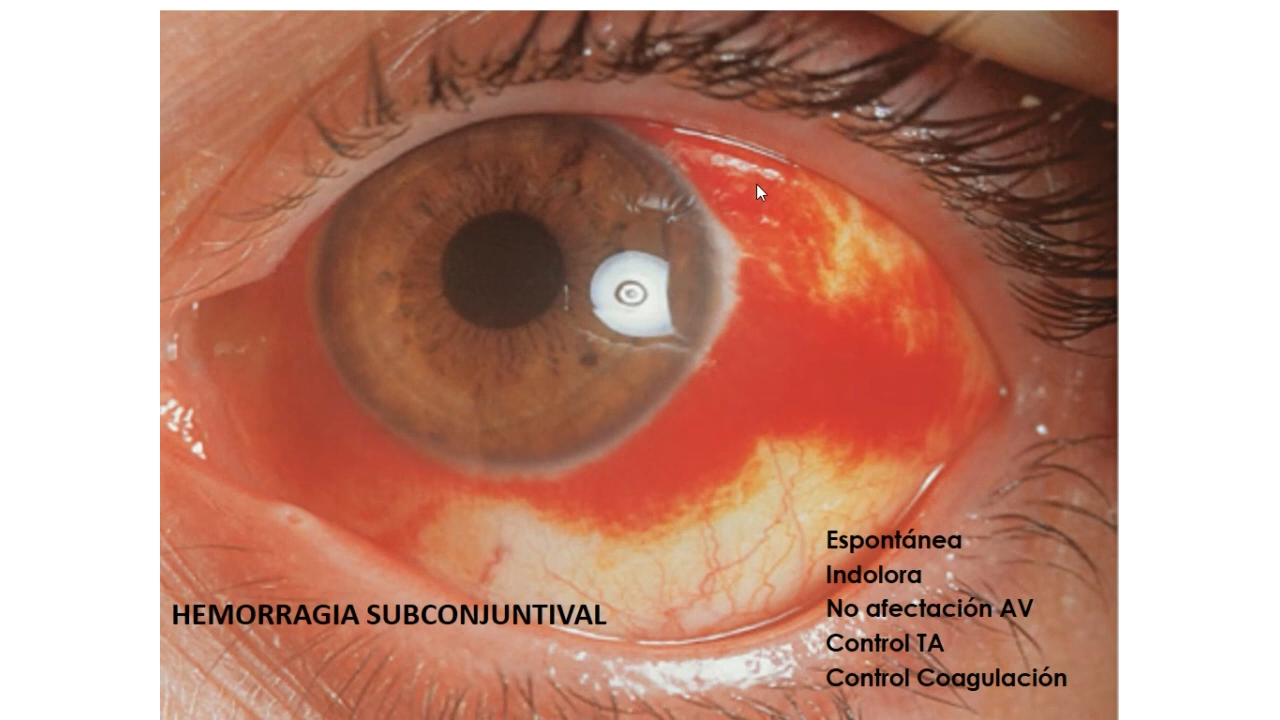 Espontánea
Indolora
No afectación AV
Control TA
Control Coagulación
HEMORRAGIA SUBCONJUNTIVAL